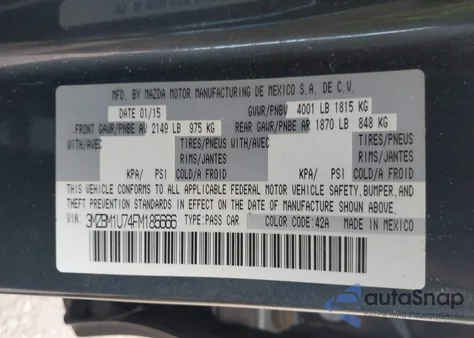 MFD. BY MAZDA MOTOR MANUFACTURING DE MEXICO S.A. DE C.V.
DATE 01/15 GVWR/PNBV 4001 LB 1815 KG
FRONT GAWR/PNBE AV 2149 LB 975 KG REAR GAWR/PNBE AR 1870 LB 848 KG
WITH/AVEC TIRES/PNEUS WITH/AVEC TIRES/PNEUS
RIMS/JANTES RIMS/JANTES
KPA/ PSI COLD/A FROID KPA/ PSI COLD/A FROID
THIS VEHICLE CONFORMS TO ALL APPLICABLE FEDERAL MOTOR VEHICLE SAFETY, BUMPER, AND
THEFT PREVENTION STANDARDS IN EFFECT ON THE DATE OF MANUFACTURE SHOWN ABOVE.
VIN: 3MZBM1U74FM185666 TYPE:PASS CAR COLOR CODE:42A MADE IN MEXICO
autoSnap